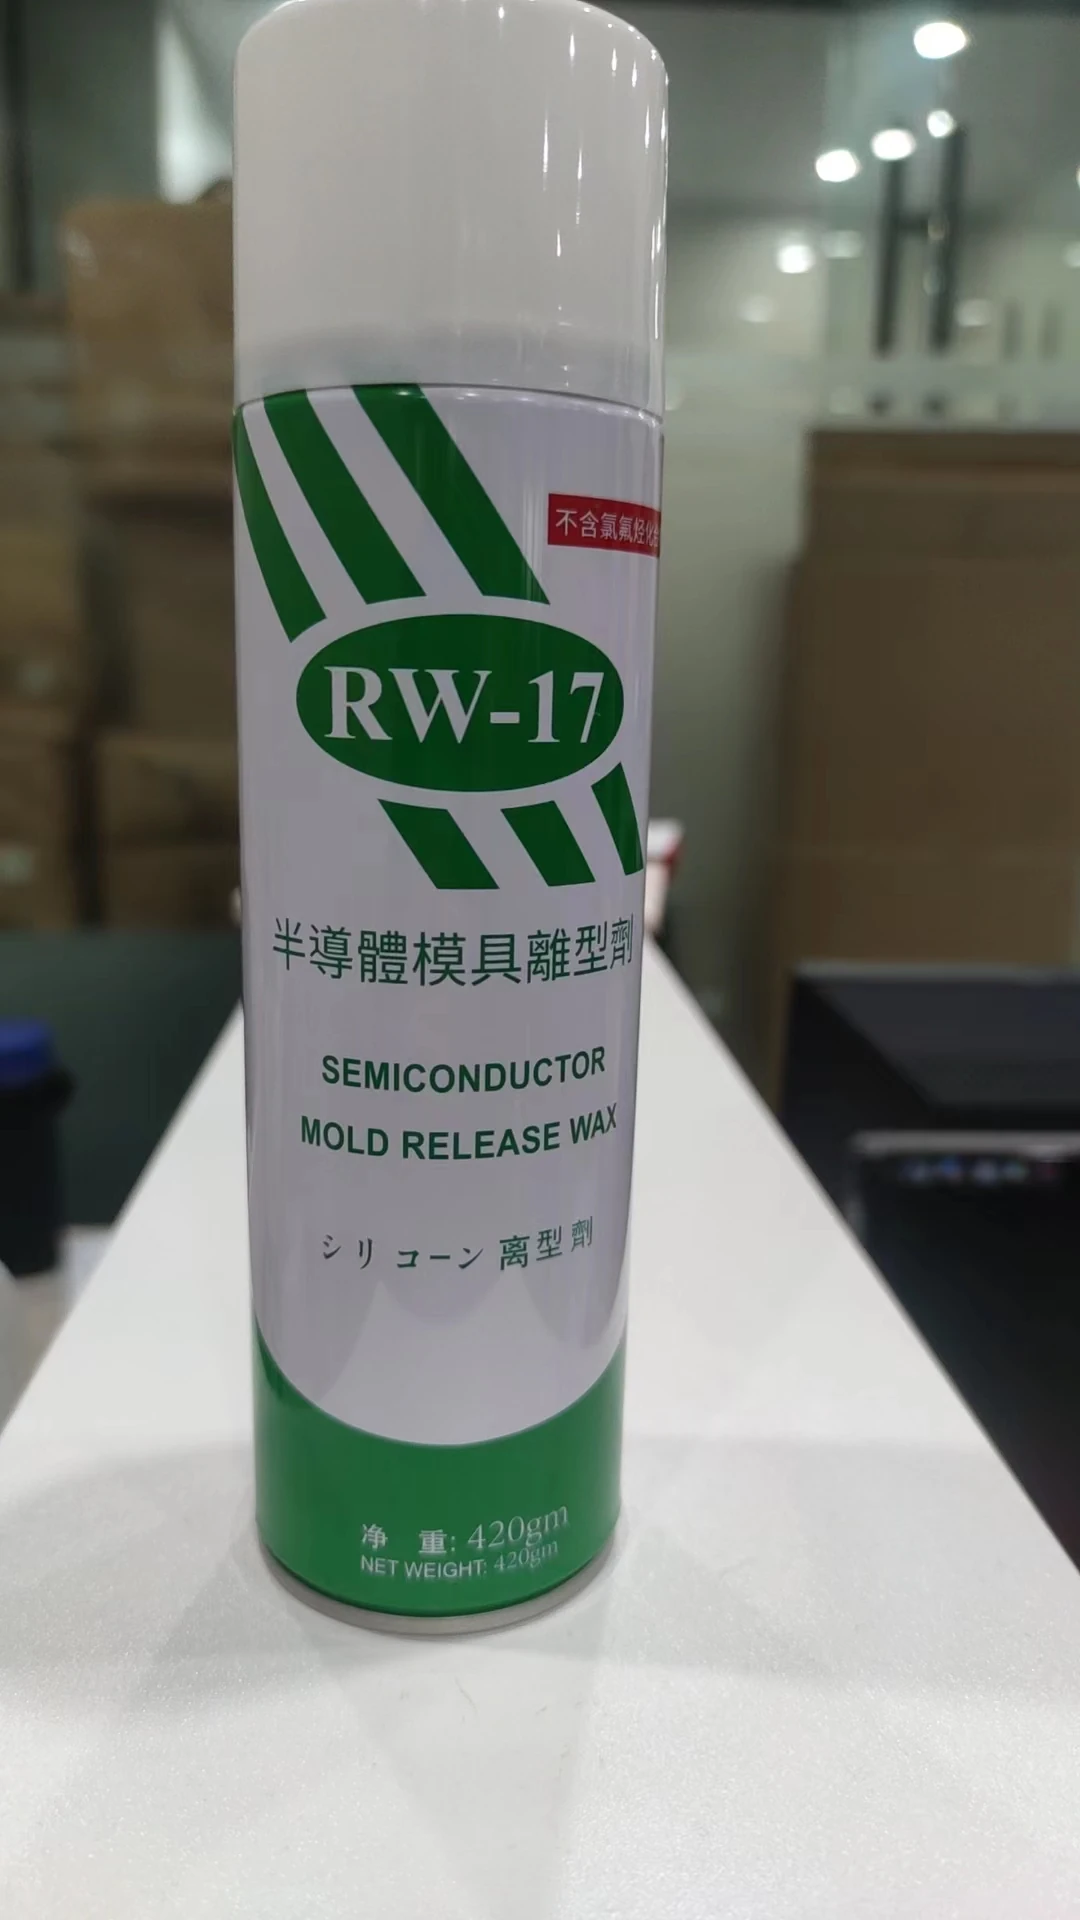 不含氯氟烃化
RW-17
半導體模具離型劑
SEMICONDUCTOR
MOLD RELEASE WAX
シリコーン离型劑
净 重: 420gm
NET WEIGHT: 420gm